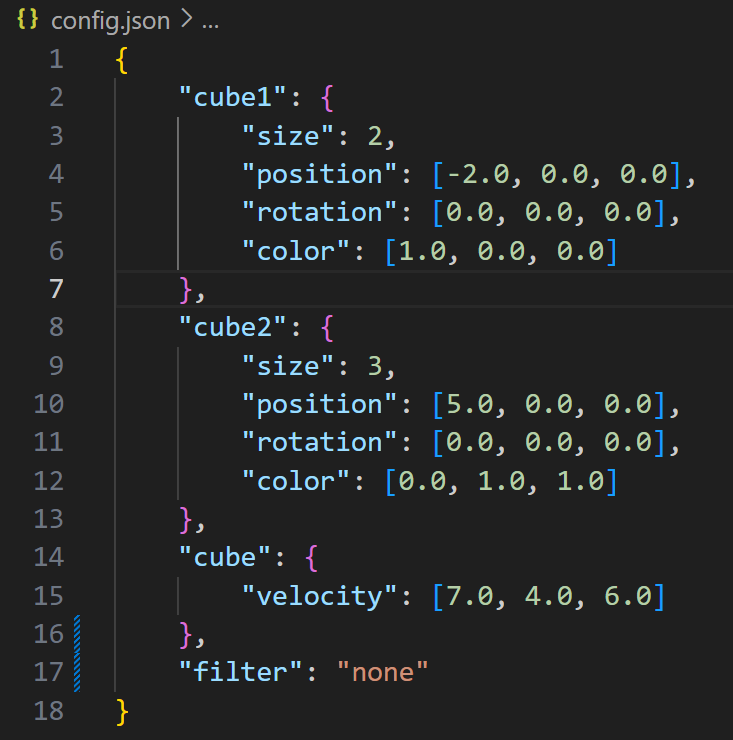 {} config.json > ...
1 {
2     "cube1": {
3         "size": 2,
4         "position": [-2.0, 0.0, 0.0],
5         "rotation": [0.0, 0.0, 0.0],
6         "color": [1.0, 0.0, 0.0]
7     },
8     "cube2": {
9         "size": 3,
10         "position": [5.0, 0.0, 0.0],
11         "rotation": [0.0, 0.0, 0.0],
12         "color": [0.0, 1.0, 1.0]
13     },
14     "cube": {
15         "velocity": [7.0, 4.0, 6.0]
16     },
17     "filter": "none"
18 }